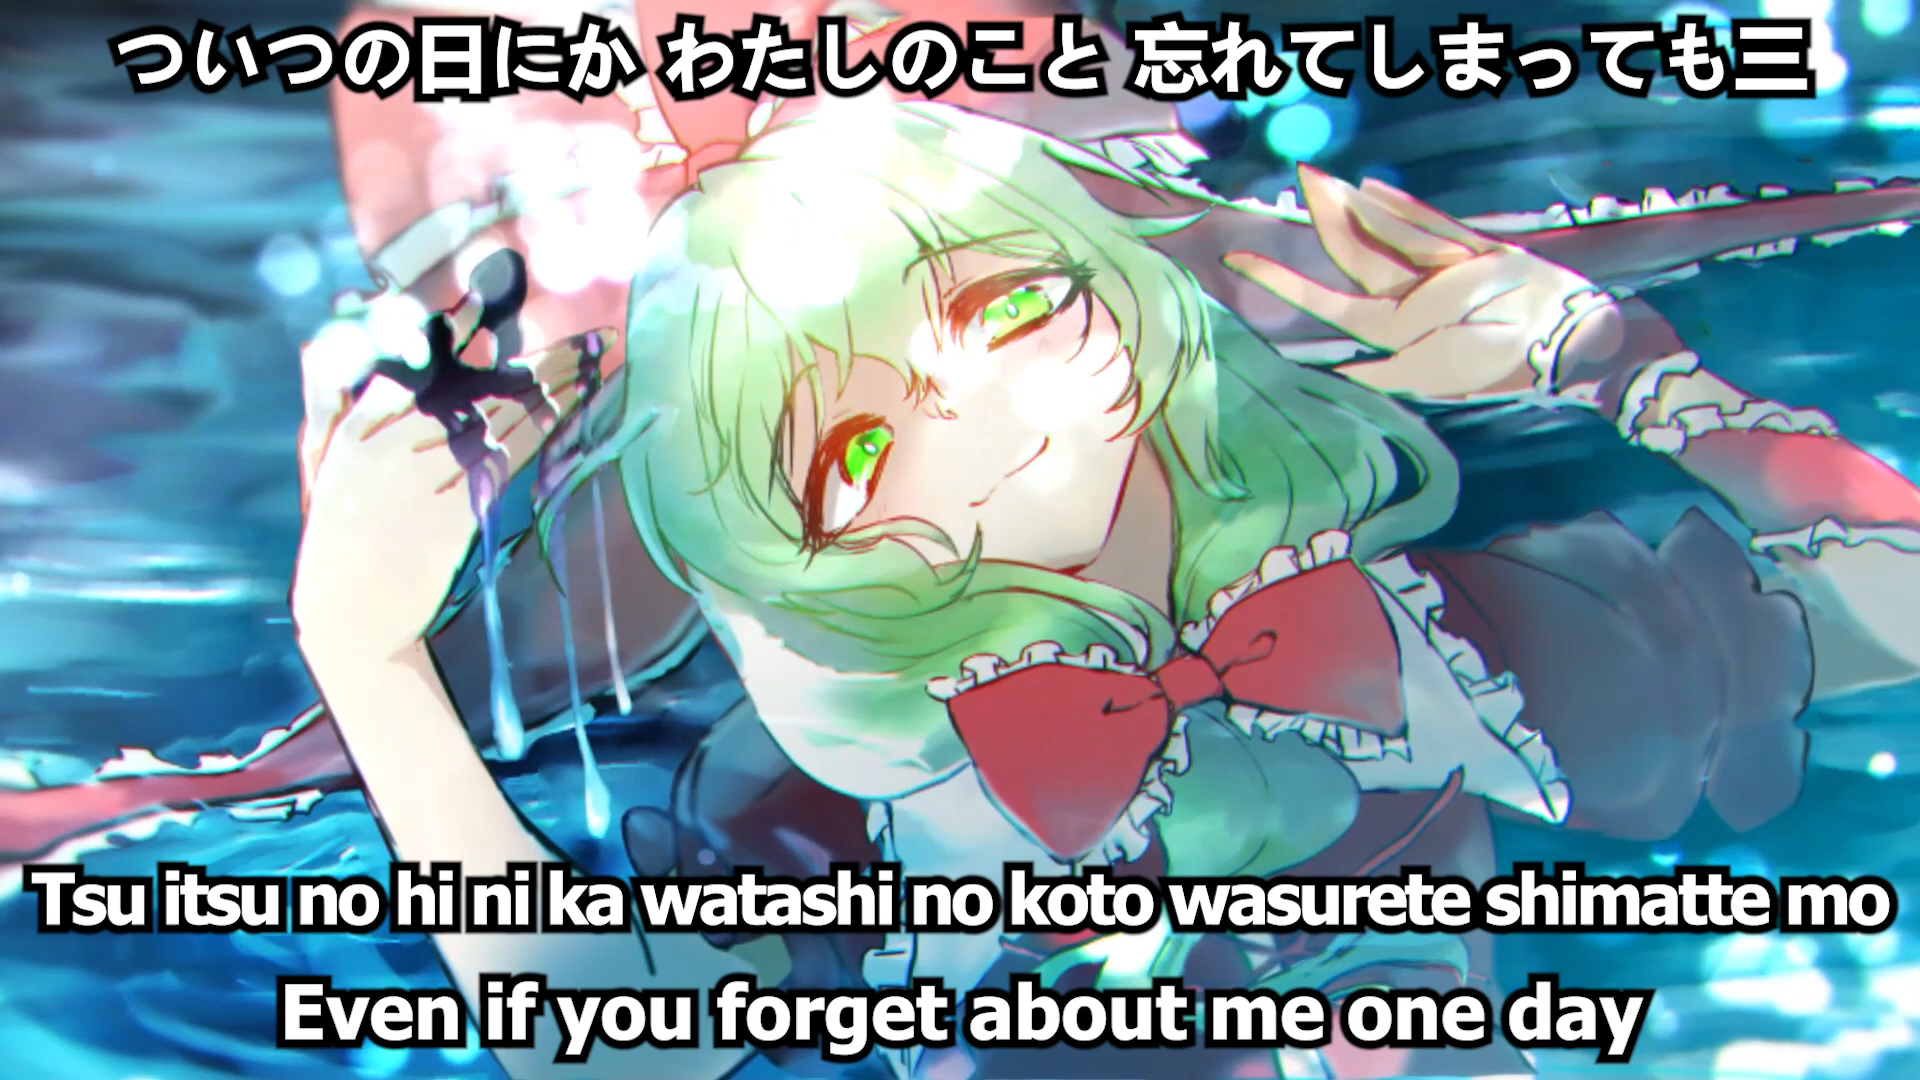 ついつの日にか わたしのこと 忘れてしまっても三
Tsu itsu no hi ni ka watashi no koto wasurete shimatte mo
Even if you forget about me one day